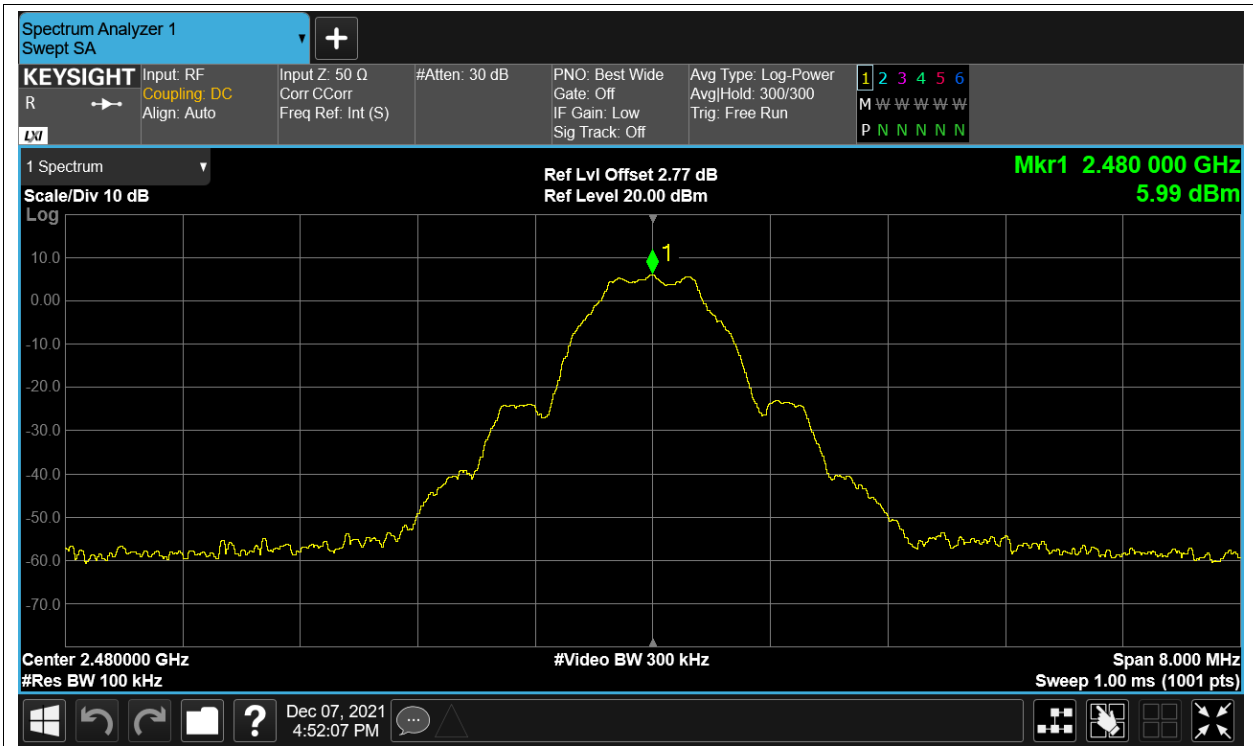 Spectrum Analyzer 1
Swept SA
KEYSIGHT
R
LXI
Input: RF
Coupling: DC
Align: Auto
Input Z: 50 Ω
Corr CCorr
Freq Ref: Int (S)
#Atten: 30 dB
PNO: Best Wide
Gate: Off
IF Gain: Low
Sig Track: Off
Avg Type: Log-Power
Avg|Hold: 300/300
Trig: Free Run
1 2 3 4 5 6
M W W W W W
P N N N N N
1 Spectrum
Scale/Div 10 dB
Log
Ref Lvl Offset 2.77 dB
Ref Level 20.00 dBm
Mkr1 2.480 000 GHz
5.99 dBm
1
10.0
0.00
-10.0
-20.0
-30.0
-40.0
-50.0
-60.0
-70.0
Center 2.480000 GHz
#Res BW 100 kHz
#Video BW 300 kHz
Span 8.000 MHz
Sweep 1.00 ms (1001 pts)
?
Dec 07, 2021
4:52:07 PM